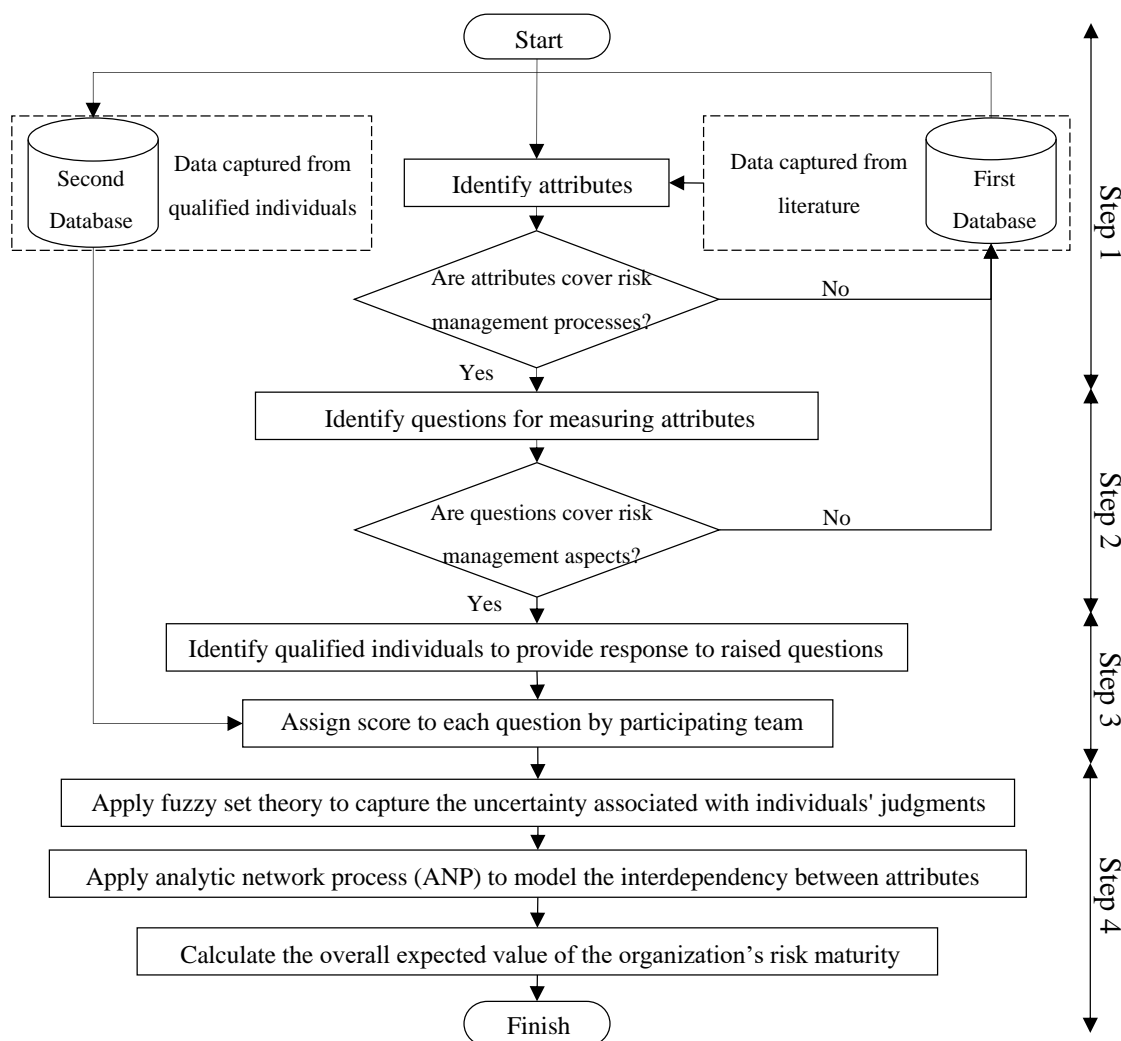 Start
Second
Database
Data captured from
qualified individuals
Identify attributes
Data captured from
literature
First
Database
Are attributes cover risk
management processes?
No
Yes
Step 1
Identify questions for measuring attributes
Are questions cover risk
management aspects?
No
Yes
Step 2
Identify qualified individuals to provide response to raised questions
Assign score to each question by participating team
Step 3
Apply fuzzy set theory to capture the uncertainty associated with individuals' judgments
Apply analytic network process (ANP) to model the interdependency between attributes
Calculate the overall expected value of the organization’s risk maturity
Finish
Step 4